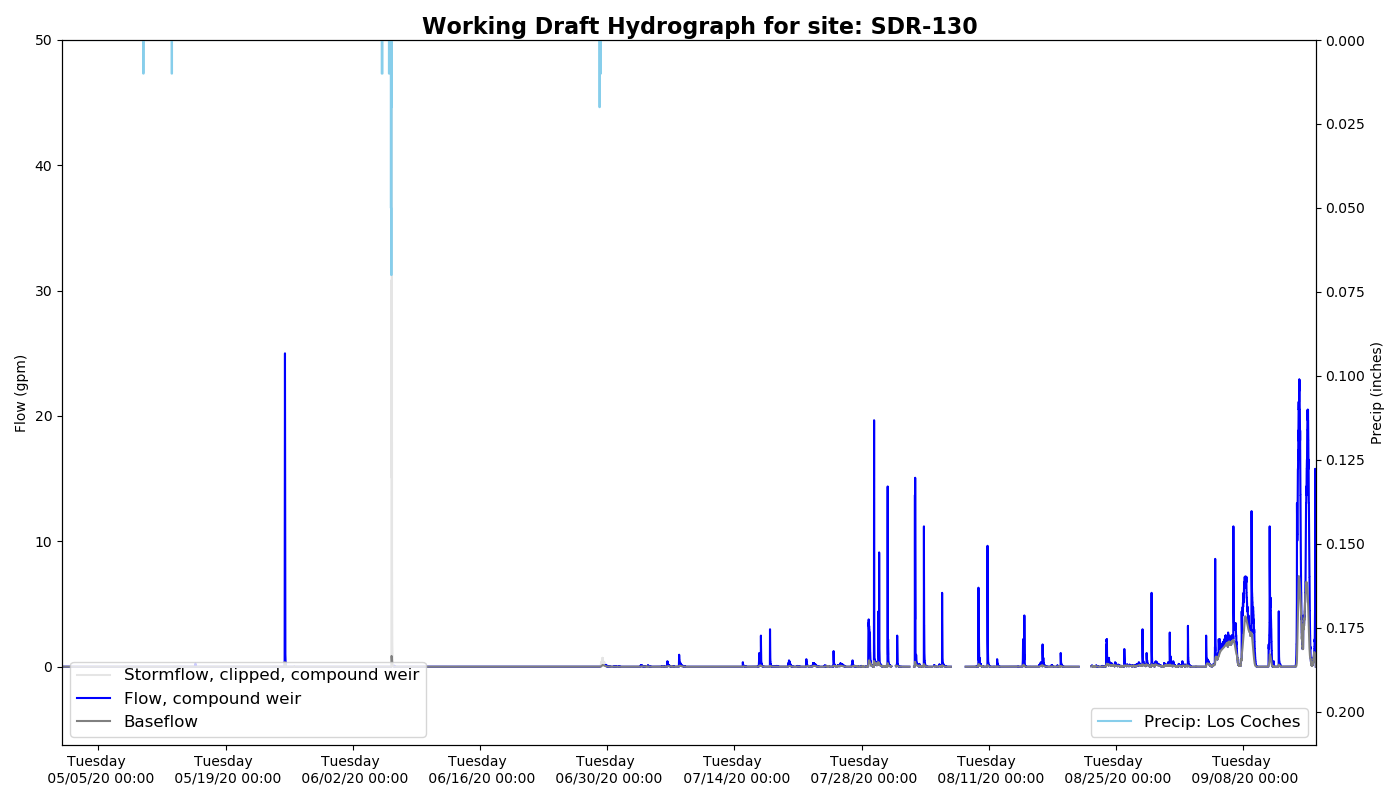 Working Draft Hydrograph for site: SDR-130
50
40
30
20
10
0
Flow (gpm)
0.000
0.025
0.050
0.075
0.100
0.125
0.150
0.175
0.200
Precip (inches)
Stormflow, clipped, compound weir
Flow, compound weir
Baseflow
Precip: Los Coches
Tuesday
05/05/20 00:00
Tuesday
05/19/20 00:00
Tuesday
06/02/20 00:00
Tuesday
06/16/20 00:00
Tuesday
06/30/20 00:00
Tuesday
07/14/20 00:00
Tuesday
07/28/20 00:00
Tuesday
08/11/20 00:00
Tuesday
08/25/20 00:00
Tuesday
09/08/20 00:00